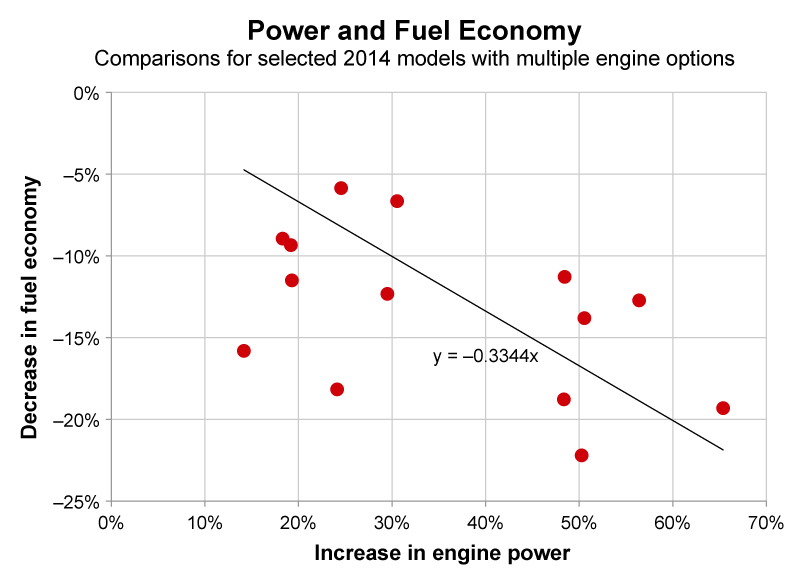 Power and Fuel Economy
Comparisons for selected 2014 models with multiple engine options
0%
–5%
–10%
–15%
–20%
–25%
Decrease in fuel economy
y = –0.3344x
0% 10% 20% 30% 40% 50% 60% 70%
Increase in engine power